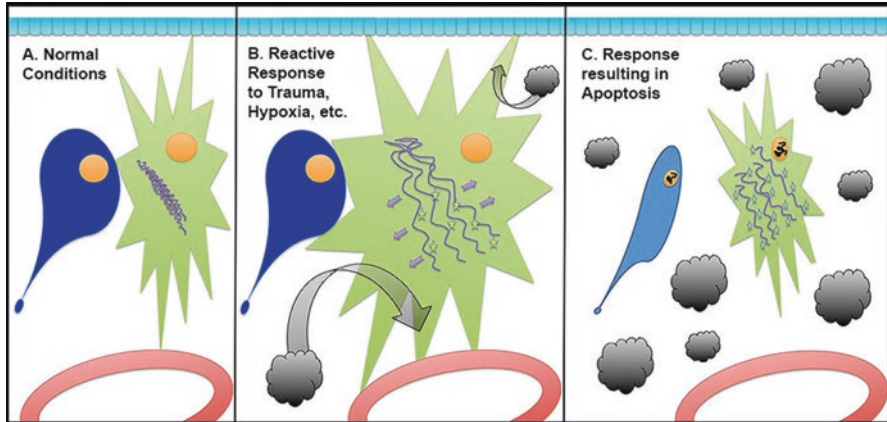 A. Normal
Conditions
B. Reactive
Response
to Trauma,
Hypoxia, etc.
C. Response
resulting in
Apoptosis